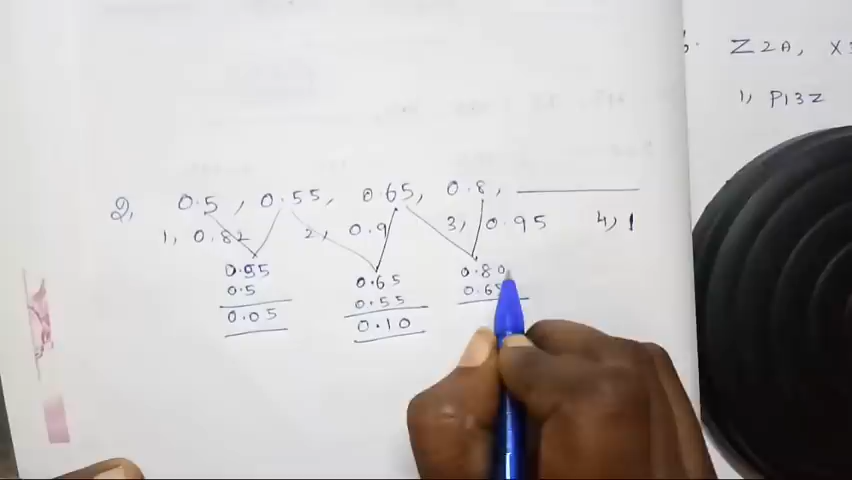 2, 0.5, 0.55, 0.65, 0.8, ______
1, 0.82 2, 0.9 3, 0.95 4, 1
0.55 0.65 0.80
0.5 0.55 0.65
0.05 0.10
Z2A, X3
1, P13Z